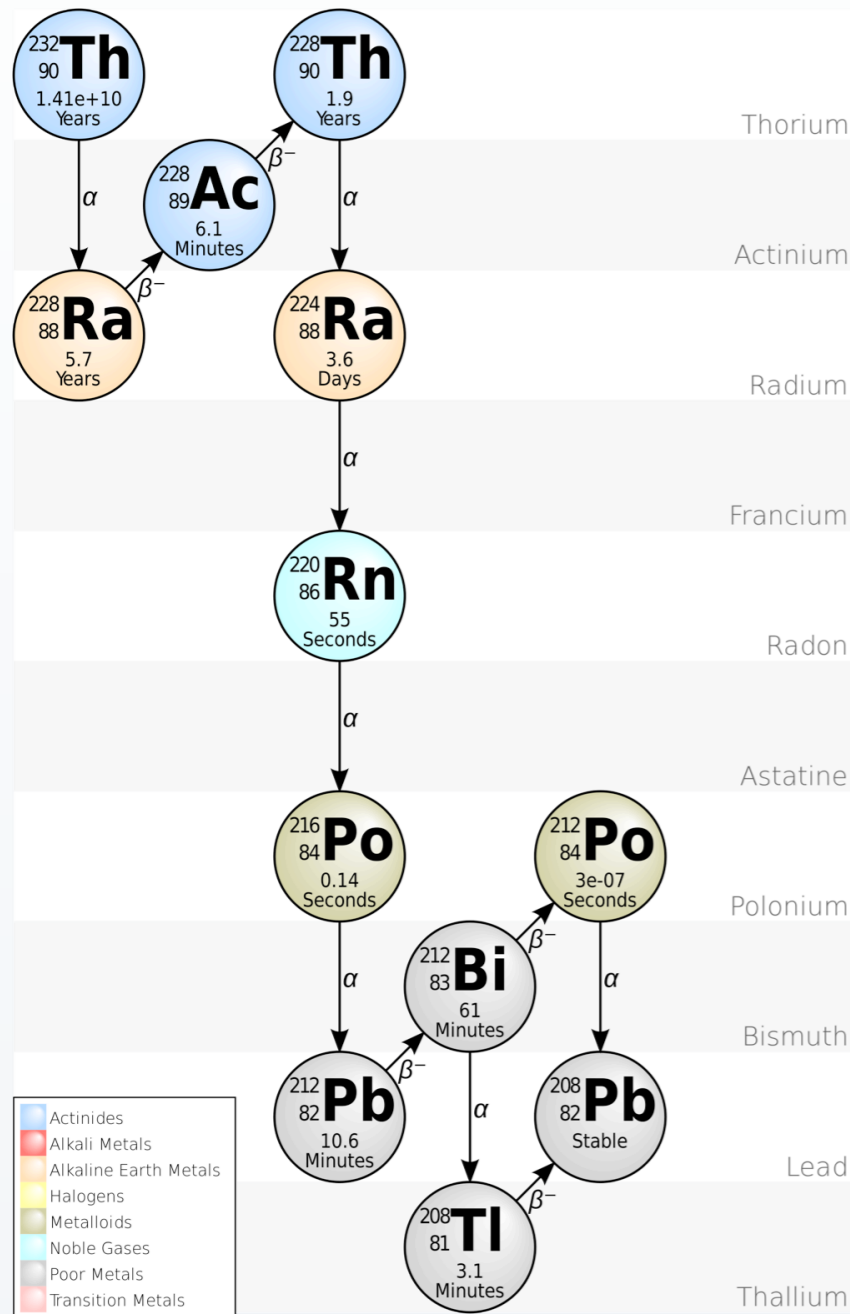 232
90
Th
1.41e+10
Years
228
90
Th
1.9
Years
Thorium
α
β⁻
α
228
89
Ac
6.1
Minutes
Actinium
β⁻
228
88
Ra
5.7
Years
224
88
Ra
3.6
Days
Radium
α
Francium
220
86
Rn
55
Seconds
Radon
α
Astatine
216
84
Po
0.14
Seconds
212
84
Po
3e-07
Seconds
Polonium
α
β⁻
α
212
83
Bi
61
Minutes
Bismuth
β⁻
212
82
Pb
10.6
Minutes
α
208
82
Pb
Stable
Lead
β⁻
208
81
Tl
3.1
Minutes
Thallium
Actinides
Alkali Metals
Alkaline Earth Metals
Halogens
Metalloids
Noble Gases
Poor Metals
Transition Metals